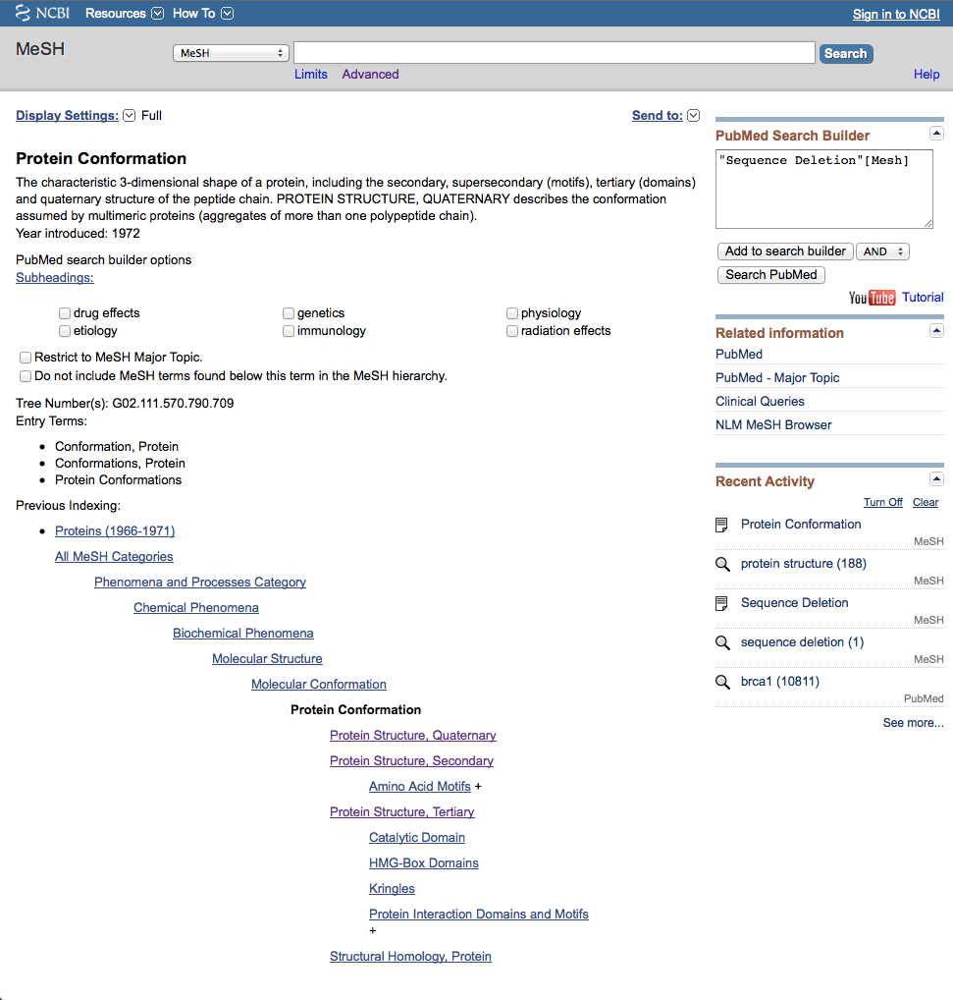 NCBI Resources How To Sign in to NCBI
MeSH
MeSH Search
Limits Advanced Help
Display Settings: Full Send to:
Protein Conformation
The characteristic 3-dimensional shape of a protein, including the secondary, supersecondary (motifs), tertiary (domains)
and quaternary structure of the peptide chain. PROTEIN STRUCTURE, QUATERNARY describes the conformation
assumed by multimeric proteins (aggregates of more than one polypeptide chain).
Year introduced: 1972
PubMed search builder options
Subheadings:
drug effects genetics physiology
etiology immunology radiation effects
Restrict to MeSH Major Topic.
Do not include MeSH terms found below this term in the MeSH hierarchy.
Tree Number(s): G02.111.570.790.709
Entry Terms:
Conformation, Protein
Conformations, Protein
Protein Conformations
Previous Indexing:
Proteins (1966-1971)
All MeSH Categories
Phenomena and Processes Category
Chemical Phenomena
Biochemical Phenomena
Molecular Structure
Molecular Conformation
Protein Conformation
Protein Structure, Quaternary
Protein Structure, Secondary
Amino Acid Motifs +
Protein Structure, Tertiary
Catalytic Domain
HMG-Box Domains
Kringles
Protein Interaction Domains and Motifs
+
Structural Homology, Protein
PubMed Search Builder
"Sequence Deletion"[Mesh]
Add to search builder AND
Search PubMed
YouTube Tutorial
Related information
PubMed
PubMed - Major Topic
Clinical Queries
NLM MeSH Browser
Recent Activity
Turn Off Clear
Protein Conformation
MeSH
protein structure (188)
MeSH
Sequence Deletion
MeSH
sequence deletion (1)
MeSH
brca1 (10811)
PubMed
See more...